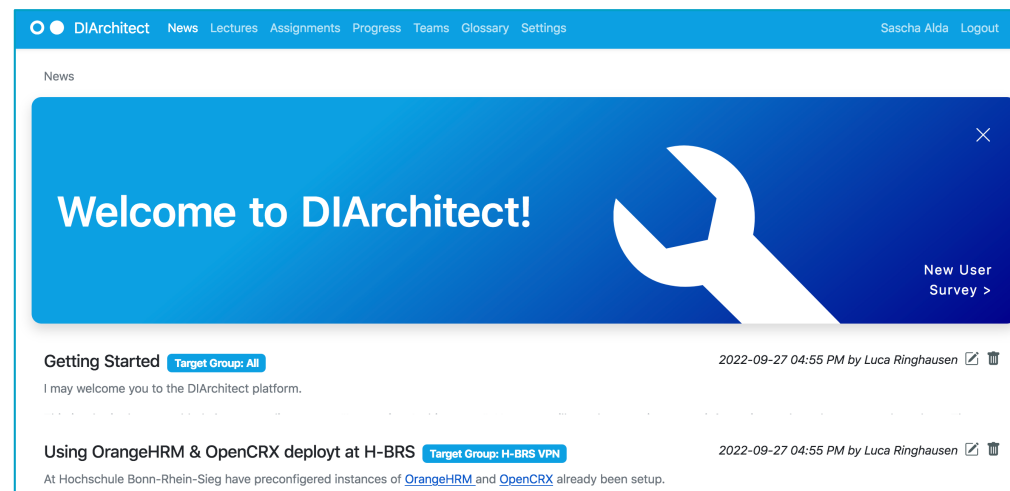 DIArchitect News Lectures Assignments Progress Teams Glossary Settings Sascha Alda Logout
News
Welcome to DIArchitect!
New User
Survey >
Getting Started Target Group: All 2022-09-27 04:55 PM by Luca Ringhausen
I may welcome you to the DIArchitect platform.
Using OrangeHRM & OpenCRX deployt at H-BRS Target Group: H-BRS VPN 2022-09-27 04:55 PM by Luca Ringhausen
At Hochschule Bonn-Rhein-Sieg have preconfigered instances of OrangeHRM and OpenCRX already been setup.